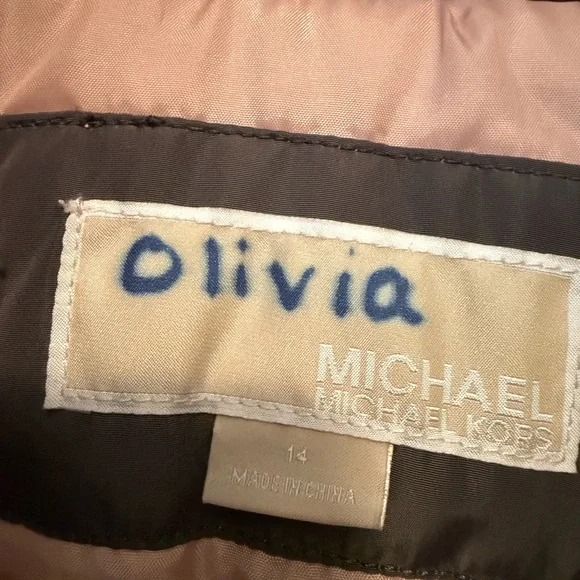 Olivia
MICHAEL
MICHAEL KORS
14
MADE IN CHINA